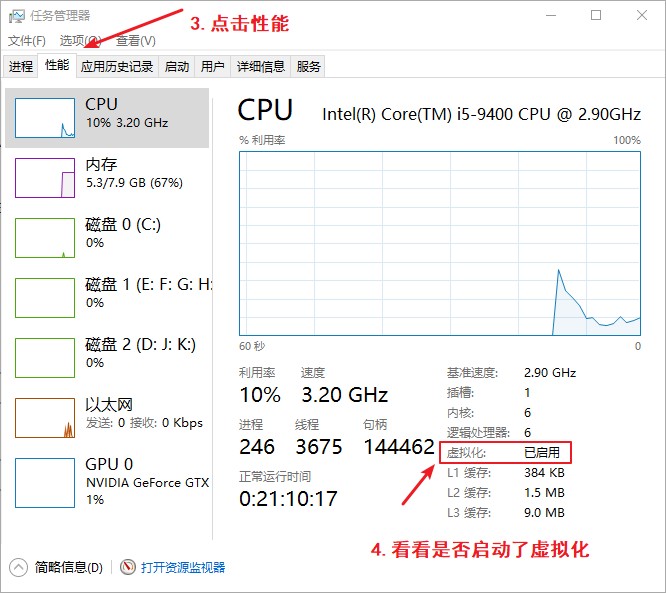 任务管理器
3. 点击性能
文件(F) 选项(O) 查看(V)
进程 性能 应用历史记录 启动 用户 详细信息 服务
CPU
10% 3.20 GHz
内存
5.3/7.9 GB (67%)
磁盘 0 (C:)
0%
磁盘 1 (E: F: G: H:
0%
磁盘 2 (D: J: K:)
0%
以太网
发送: 0 接收: 0 Kbps
GPU 0
NVIDIA GeForce GTX
1%
CPU Intel(R) Core(TM) i5-9400 CPU @ 2.90GHz
% 利用率 100%
60 秒 0
利用率 速度
10% 3.20 GHz
进程 线程 句柄
246 3675 144462
正常运行时间
0:21:10:17
基准速度: 2.90 GHz
插槽: 1
内核: 6
逻辑处理器: 6
虚拟化: 已启用
L1 缓存: 384 KB
L2 缓存: 1.5 MB
L3 缓存: 9.0 MB
4. 看看是否启动了虚拟化
简略信息(D) 打开资源监视器